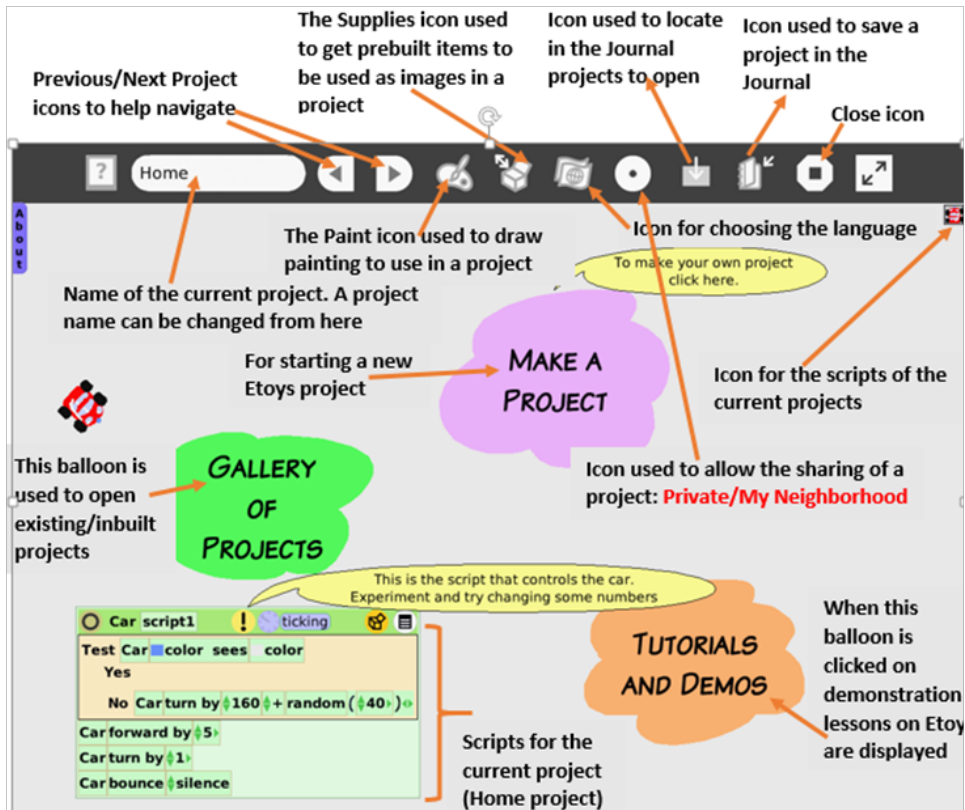 The Supplies icon used
to get prebuilt items to
be used as images in a
project
Icon used to locate
in the Journal
projects to open
Icon used to save a
project in the
Journal
Previous/Next Project
icons to help navigate
Close icon
?
Home
About
The Paint icon used to draw
painting to use in a project
Icon for choosing the language
To make your own project
click here.
Name of the current project. A project
name can be changed from here
For starting a new
Etoys project
MAKE A
PROJECT
Icon for the scripts of the
current projects
This balloon is
used to open
existing/inbuilt
projects
GALLERY
OF
PROJECTS
Icon used to allow the sharing of a
project: Private/My Neighborhood
This is the script that controls the car.
Experiment and try changing some numbers
Car script1 ! ticking
Test Car color sees color
Yes
No Car turn by 160 + random (40)
Car forward by 5
Car turn by 1
Car bounce silence
Scripts for the
current project
(Home project)
TUTORIALS
AND DEMOS
When this
balloon is
clicked on
demonstration
lessons on Etoy
are displayed